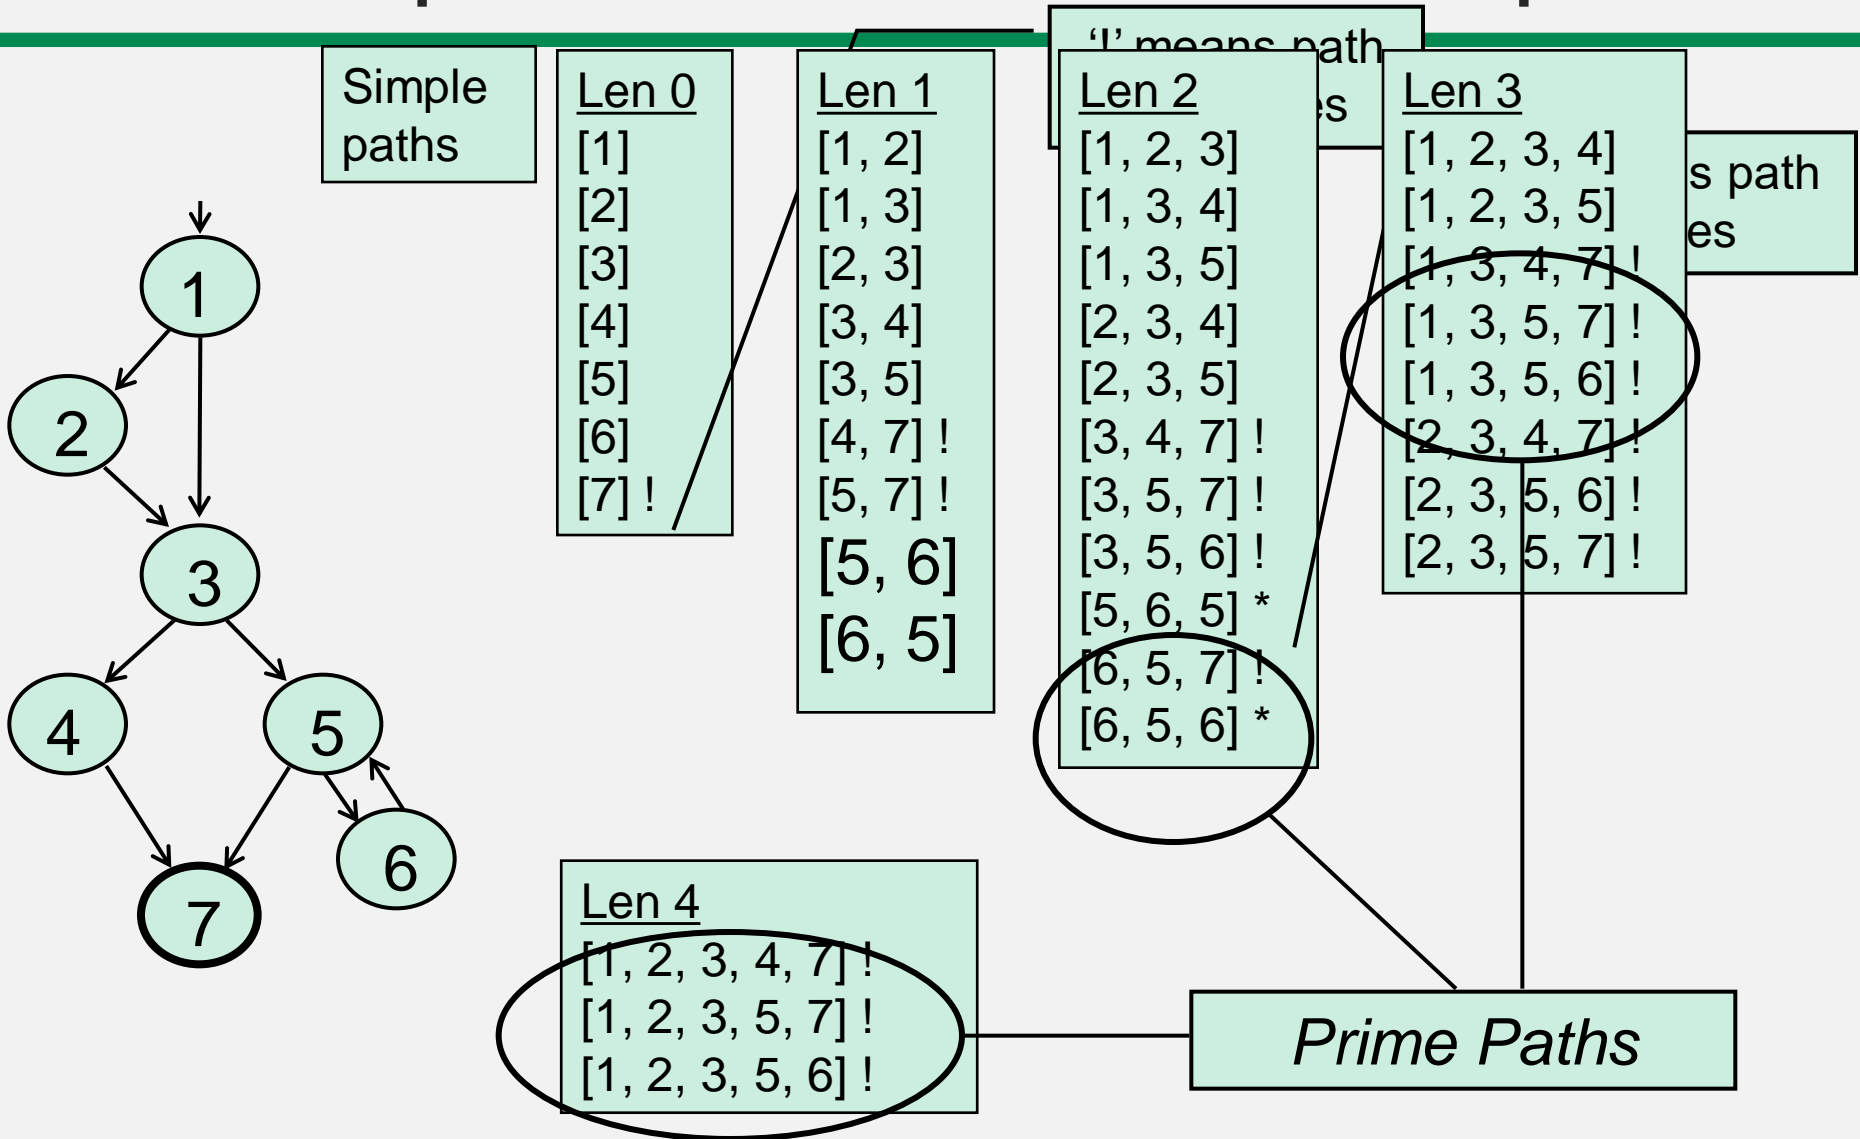 Simple
paths
Len 0
[1]
[2]
[3]
[4]
[5]
[6]
[7] !
Len 1
[1, 2]
[1, 3]
[2, 3]
[3, 4]
[3, 5]
[4, 7] !
[5, 7] !
[5, 6]
[6, 5]
‘!’ means path
Len 2
[1, 2, 3]
[1, 3, 4]
[1, 3, 5]
[2, 3, 4]
[2, 3, 5]
[3, 4, 7] !
[3, 5, 7] !
[3, 5, 6] !
[5, 6, 5] *
[6, 5, 7] !
[6, 5, 6] *
Len 3
[1, 2, 3, 4]
[1, 2, 3, 5]
[1, 3, 4, 7] !
[1, 3, 5, 7] !
[1, 3, 5, 6] !
[2, 3, 4, 7] !
[2, 3, 5, 6] !
[2, 3, 5, 7] !
path
1
2
3
4
5
6
7
Len 4
[1, 2, 3, 4, 7] !
[1, 2, 3, 5, 7] !
[1, 2, 3, 5, 6] !
Prime Paths